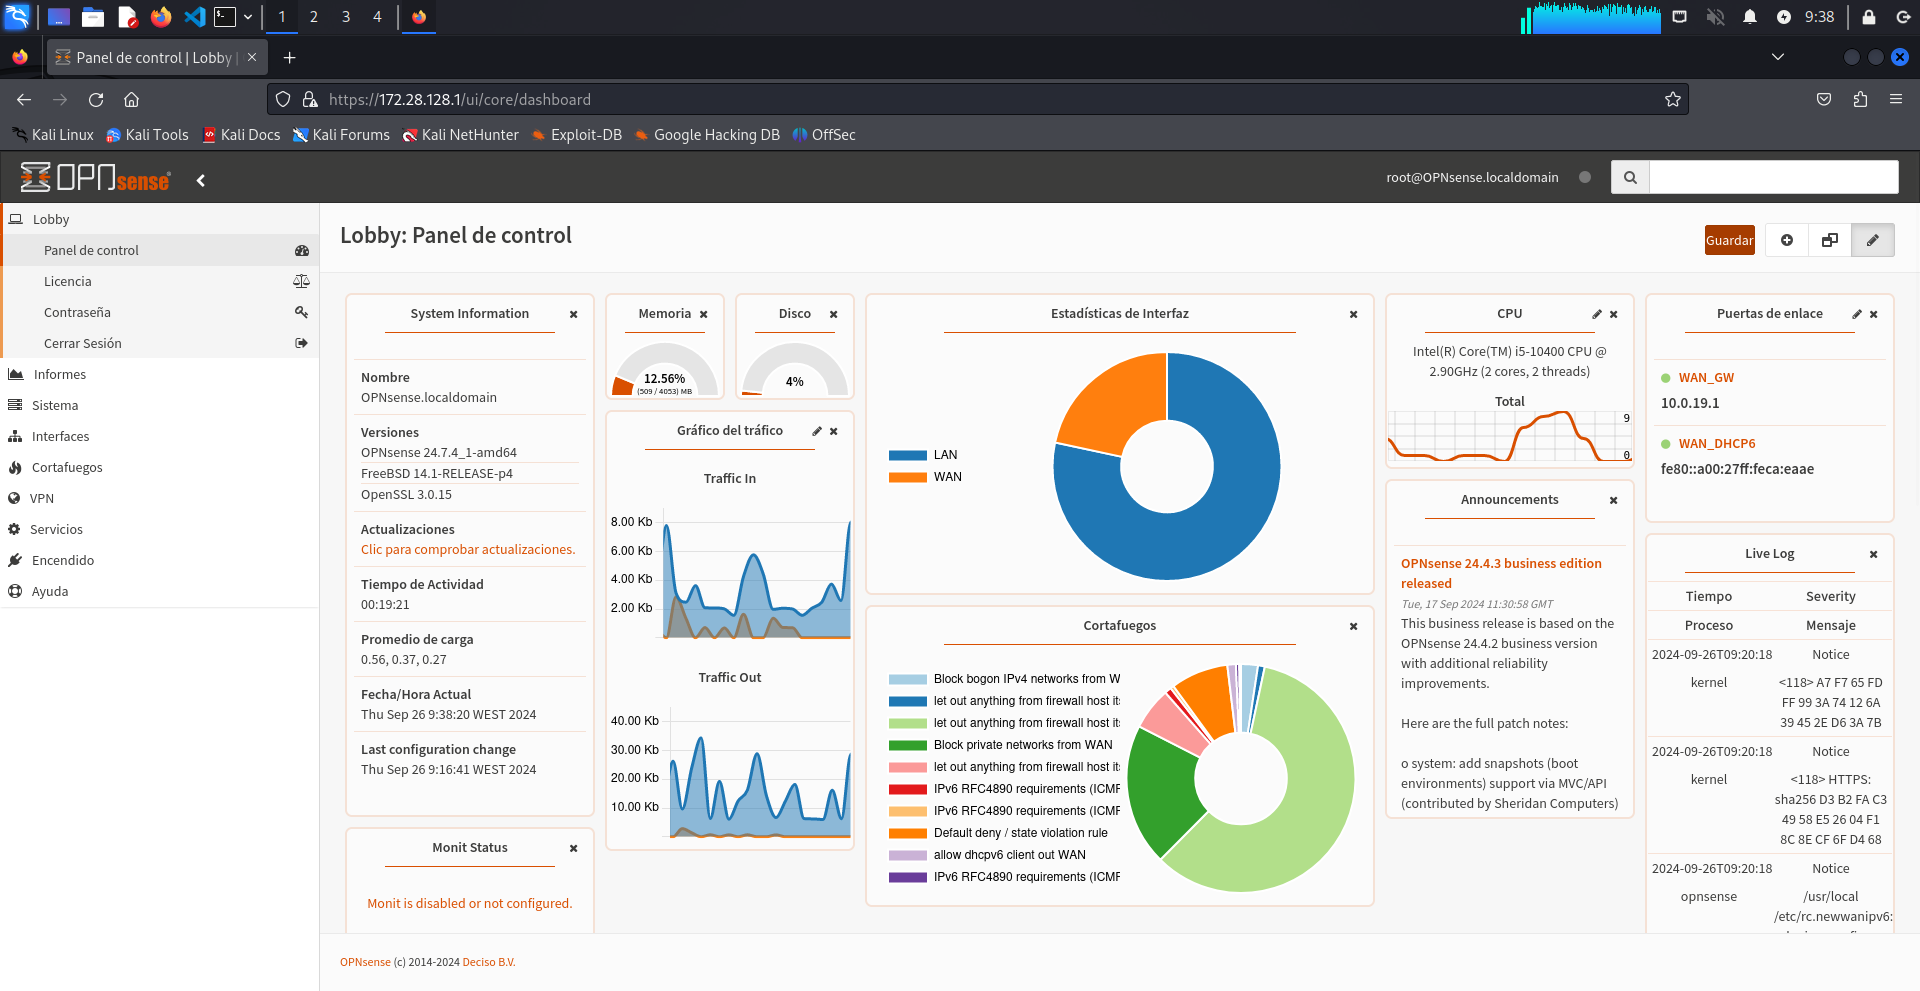 1 2 3 4
9:38
Panel de control | Lobby |
https://172.28.128.1/ui/core/dashboard
Kali Linux Kali Tools Kali Docs Kali Forums Kali NetHunter Exploit-DB Google Hacking DB OffSec
OPNsense
root@OPNsense.localdomain
Lobby
Panel de control
Licencia
Contraseña
Cerrar Sesión
Informes
Sistema
Interfaces
Cortafuegos
VPN
Servicios
Encendido
Ayuda
Lobby: Panel de control
Guardar
System Information
Nombre
OPNsense.localdomain
Versiones
OPNsense 24.7.4_1-amd64
FreeBSD 14.1-RELEASE-p4
OpenSSL 3.0.15
Actualizaciones
Clic para comprobar actualizaciones.
Tiempo de Actividad
00:19:21
Promedio de carga
0.56, 0.37, 0.27
Fecha/Hora Actual
Thu Sep 26 9:38:20 WEST 2024
Last configuration change
Thu Sep 26 9:16:41 WEST 2024
Monit Status
Monit is disabled or not configured.
Memoria
12.56%
(509 / 4053) MB
Disco
4%
Gráfico del tráfico
Traffic In
8.00 Kb
6.00 Kb
4.00 Kb
2.00 Kb
Traffic Out
40.00 Kb
30.00 Kb
20.00 Kb
10.00 Kb
Estadísticas de Interfaz
LAN
WAN
Cortafuegos
Block bogon IPv4 networks from W
let out anything from firewall host it
let out anything from firewall host it
Block private networks from WAN
let out anything from firewall host it
IPv6 RFC4890 requirements (ICMP
IPv6 RFC4890 requirements (ICMP
Default deny / state violation rule
allow dhcpv6 client out WAN
IPv6 RFC4890 requirements (ICMP
CPU
Intel(R) Core(TM) i5-10400 CPU @
2.90GHz (2 cores, 2 threads)
Total
9
0
Announcements
OPNsense 24.4.3 business edition
released
Tue, 17 Sep 2024 11:30:58 GMT
This business release is based on the
OPNsense 24.4.2 business version
with additional reliability
improvements.
Here are the full patch notes:
o system: add snapshots (boot
environments) support via MVC/API
(contributed by Sheridan Computers)
Puertas de enlace
WAN_GW
10.0.19.1
WAN_DHCP6
fe80::a00:27ff:feca:eaae
Live Log
Tiempo Severity
Proceso Mensaje
2024-09-26T09:20:18 Notice
kernel <118> A7 F7 65 FD
FF 99 3A 74 12 6A
39 45 2E D6 3A 7B
2024-09-26T09:20:18 Notice
kernel <118> HTTPS:
sha256 D3 B2 FA C3
49 58 E5 26 04 F1
8C 8E CF 6F D4 68
2024-09-26T09:20:18 Notice
opnsense /usr/local
/etc/rc.newwanipv6:
OPNsense (c) 2014-2024 Deciso B.V.